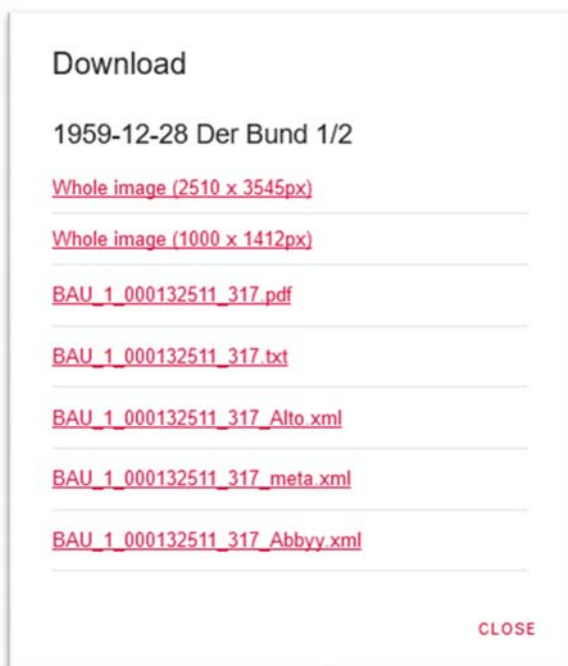 Download
1959-12-28 Der Bund 1/2
Whole image (2510 x 3545px)
Whole image (1000 x 1412px)
BAU_1_000132511_317.pdf
BAU_1_000132511_317.txt
BAU_1_000132511_317_Alto.xml
BAU_1_000132511_317_meta.xml
BAU_1_000132511_317_Abbyy.xml
CLOSE